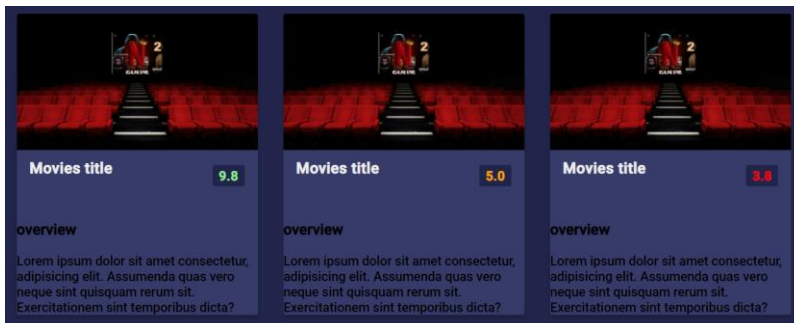 Movies title
9.8
overview
Lorem ipsum dolor sit amet consectetur,
adipisicing elit. Assumenda quas vero
neque sint quisquam rerum sit.
Exercitationem sint temporibus dicta?
Movies title
5.0
overview
Lorem ipsum dolor sit amet consectetur,
adipisicing elit. Assumenda quas vero
neque sint quisquam rerum sit.
Exercitationem sint temporibus dicta?
Movies title
3.8
overview
Lorem ipsum dolor sit amet consectetur,
adipisicing elit. Assumenda quas vero
neque sint quisquam rerum sit.
Exercitationem sint temporibus dicta?